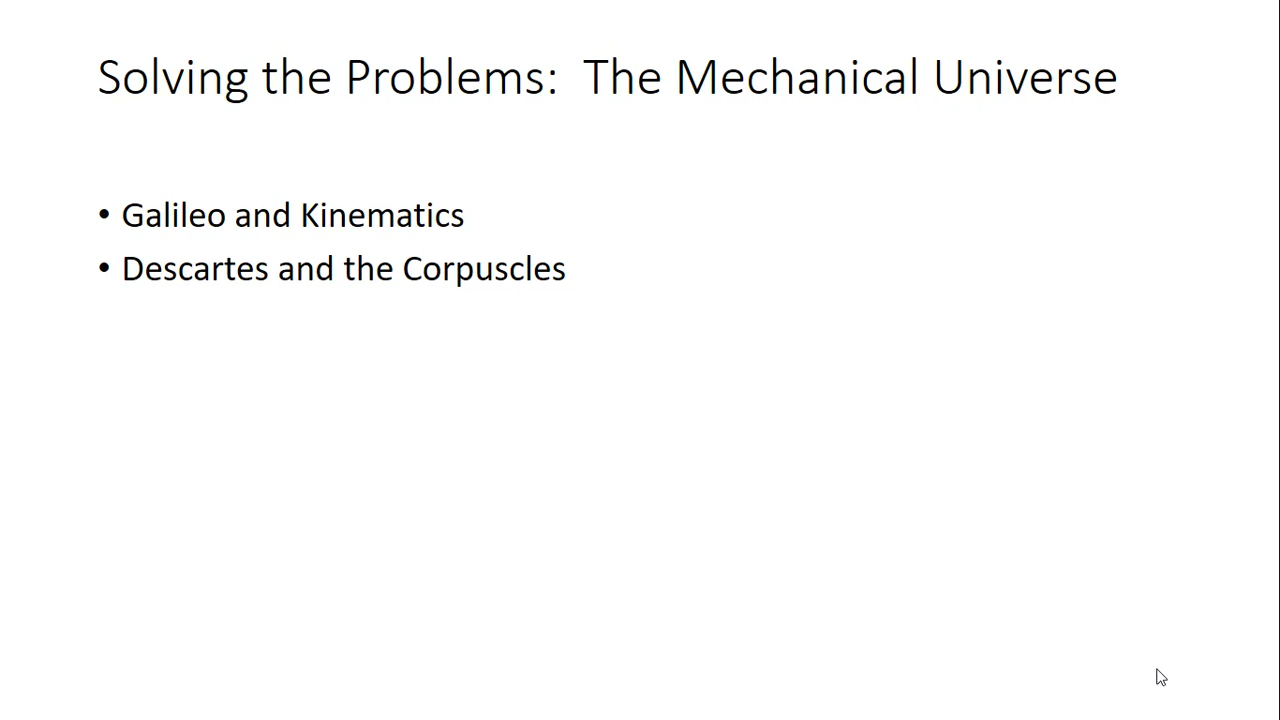 Solving the Problems:  The Mechanical Universe
• Galileo and Kinematics
• Descartes and the Corpuscles